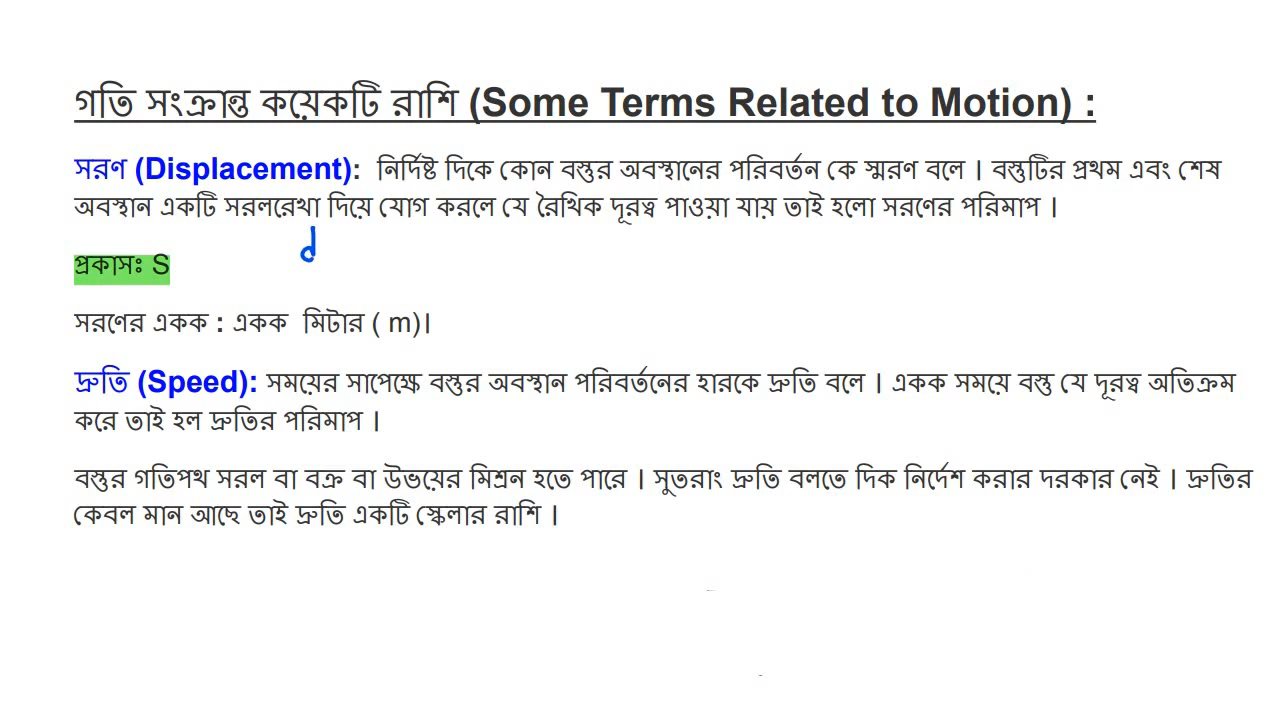 গতি সংক্রান্ত কয়েকটি রাশি (Some Terms Related to Motion) :
সরণ (Displacement): নির্দিষ্ট দিকে কোন বস্তুর অবস্থানের পরিবর্তন কে স্মরণ বলে । বস্তুটির প্রথম এবং শেষ
অবস্থান একটি সরলরেখা দিয়ে যোগ করলে যে রৈখিক দূরত্ব পাওয়া যায় তাই হলো সরণের পরিমাপ ।
d
প্রকাসঃ S
সরণের একক : একক মিটার ( m)।
দ্রুতি (Speed): সময়ের সাপেক্ষে বস্তুর অবস্থান পরিবর্তনের হারকে দ্রুতি বলে । একক সময়ে বস্তু যে দূরত্ব অতিক্রম
করে তাই হল দ্রুতির পরিমাপ ।
বস্তুর গতিপথ সরল বা বক্র বা উভয়ের মিশ্রন হতে পারে । সুতরাং দ্রুতি বলতে দিক নির্দেশ করার দরকার নেই । দ্রুতির
কেবল মান আছে তাই দ্রুতি একটি স্কেলার রাশি ।